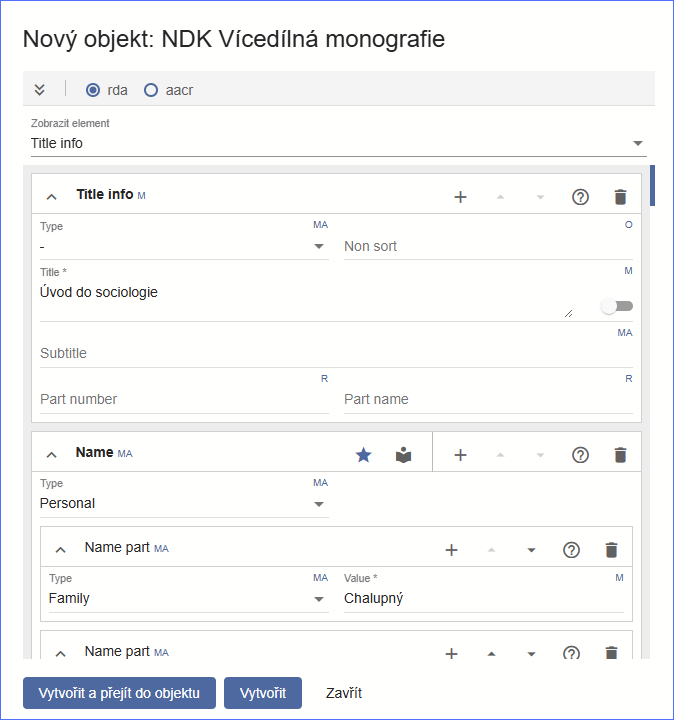 Nový objekt: NDK Vícedílná monografie
rda aacr
Zobrazit element
Title info
Title info M
Type MA O
- Non sort
Title * M
Úvod do sociologie
MA
Subtitle
R R
Part number Part name
Name MA
Type MA
Personal
Name part MA
Type MA Value * M
Family Chalupný
Name part MA
Vytvořit a přejít do objektu Vytvořit Zavřít